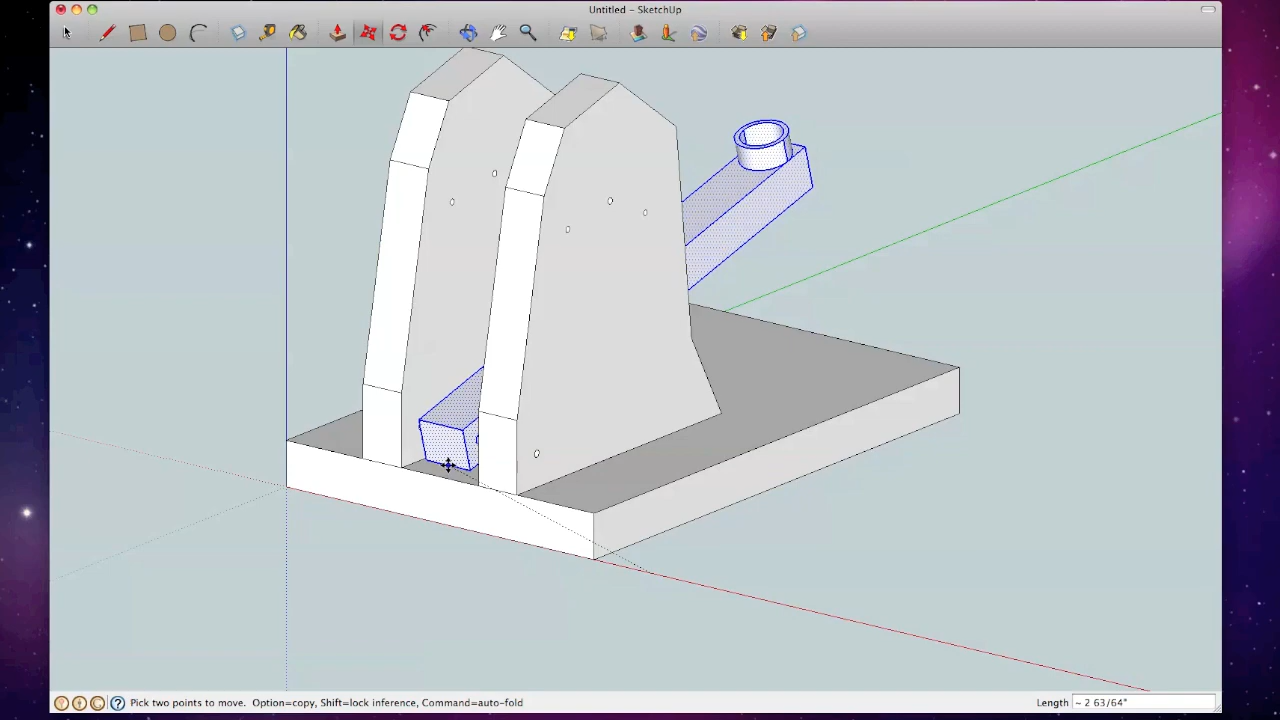 Untitled – SketchUp
Pick two points to move.  Option=copy, Shift=lock inference, Command=auto-fold
Length ~ 2 63/64"